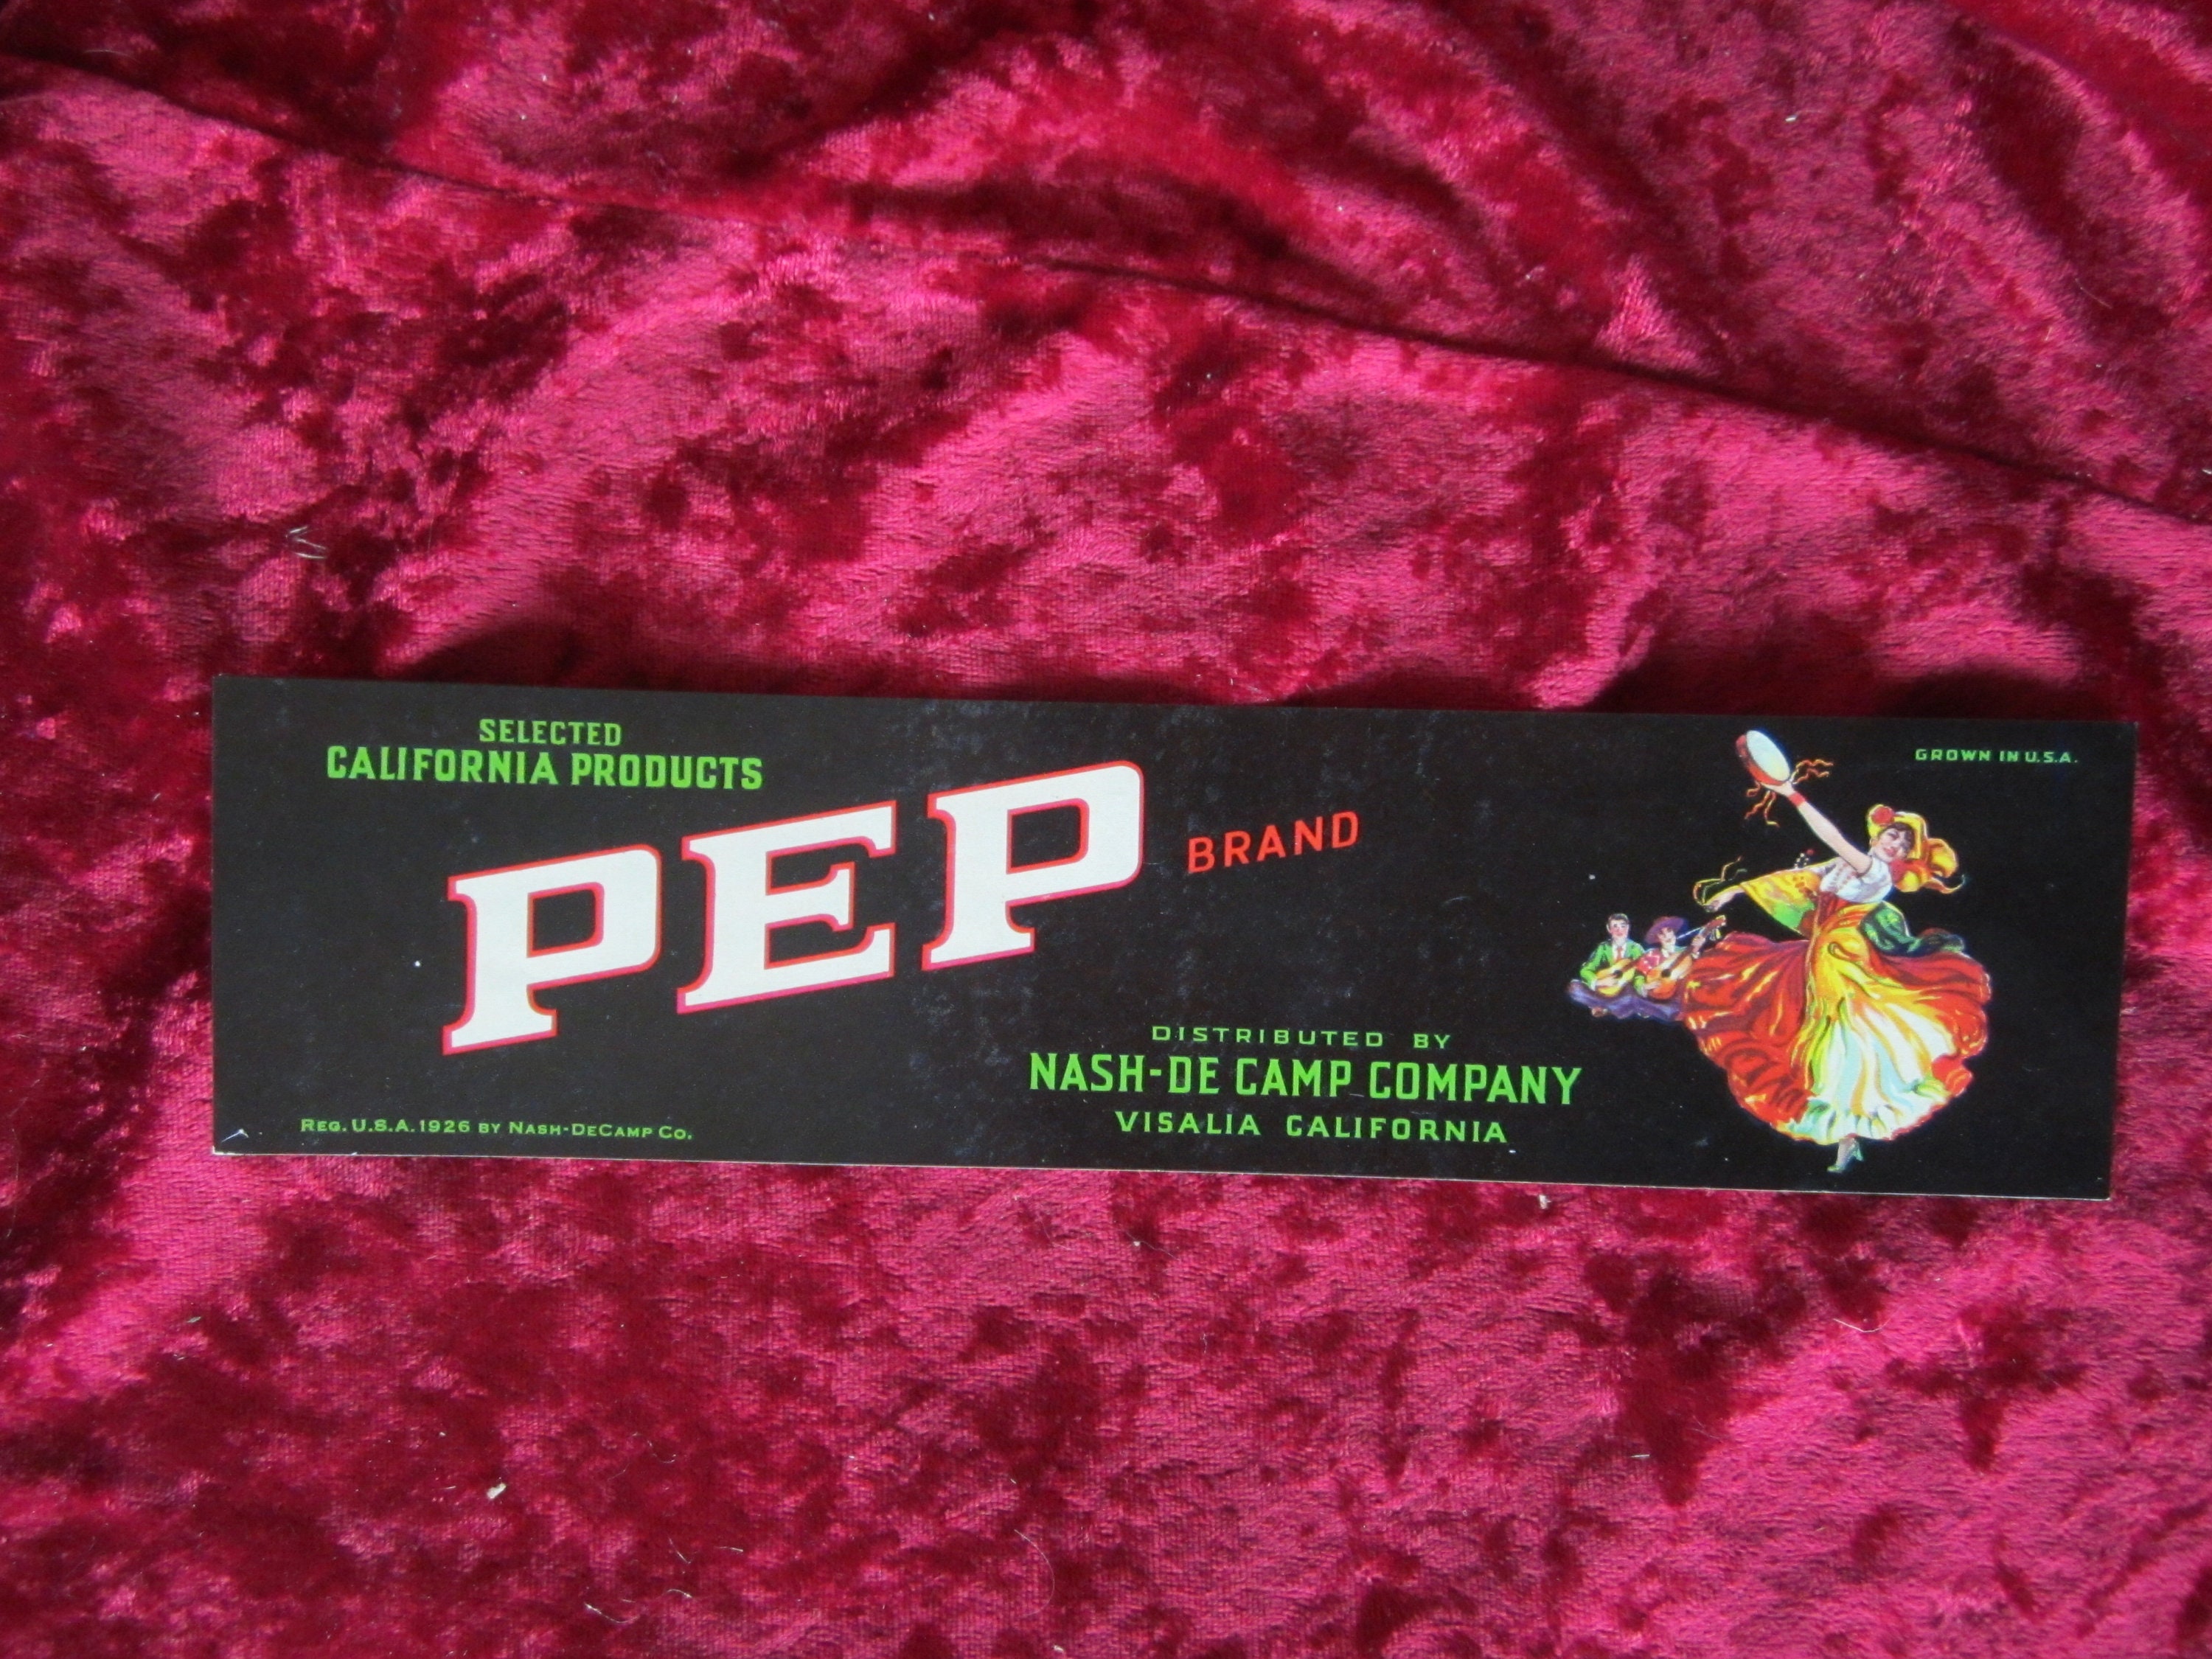 SELECTED
CALIFORNIA PRODUCTS
GROWN IN U.S.A.
PEP BRAND
DISTRIBUTED BY
NASH-DE CAMP COMPANY
VISALIA CALIFORNIA
REG. U.S.A. 1926 BY NASH-DECAMP CO.